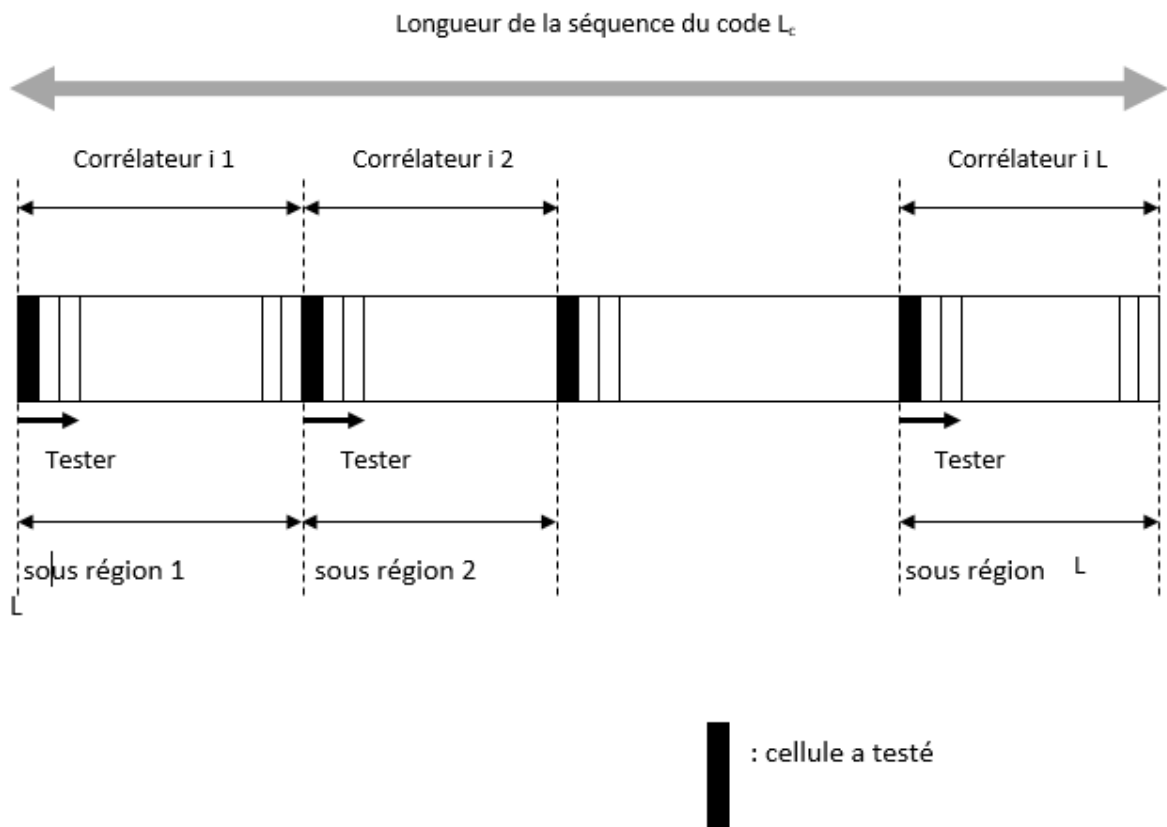 Longueur de la séquence du code Lc
Corrélateur i 1 Corrélateur i 2 Corrélateur i L
Tester Tester Tester
sous région 1 sous région 2 sous région L
L
: cellule a testé